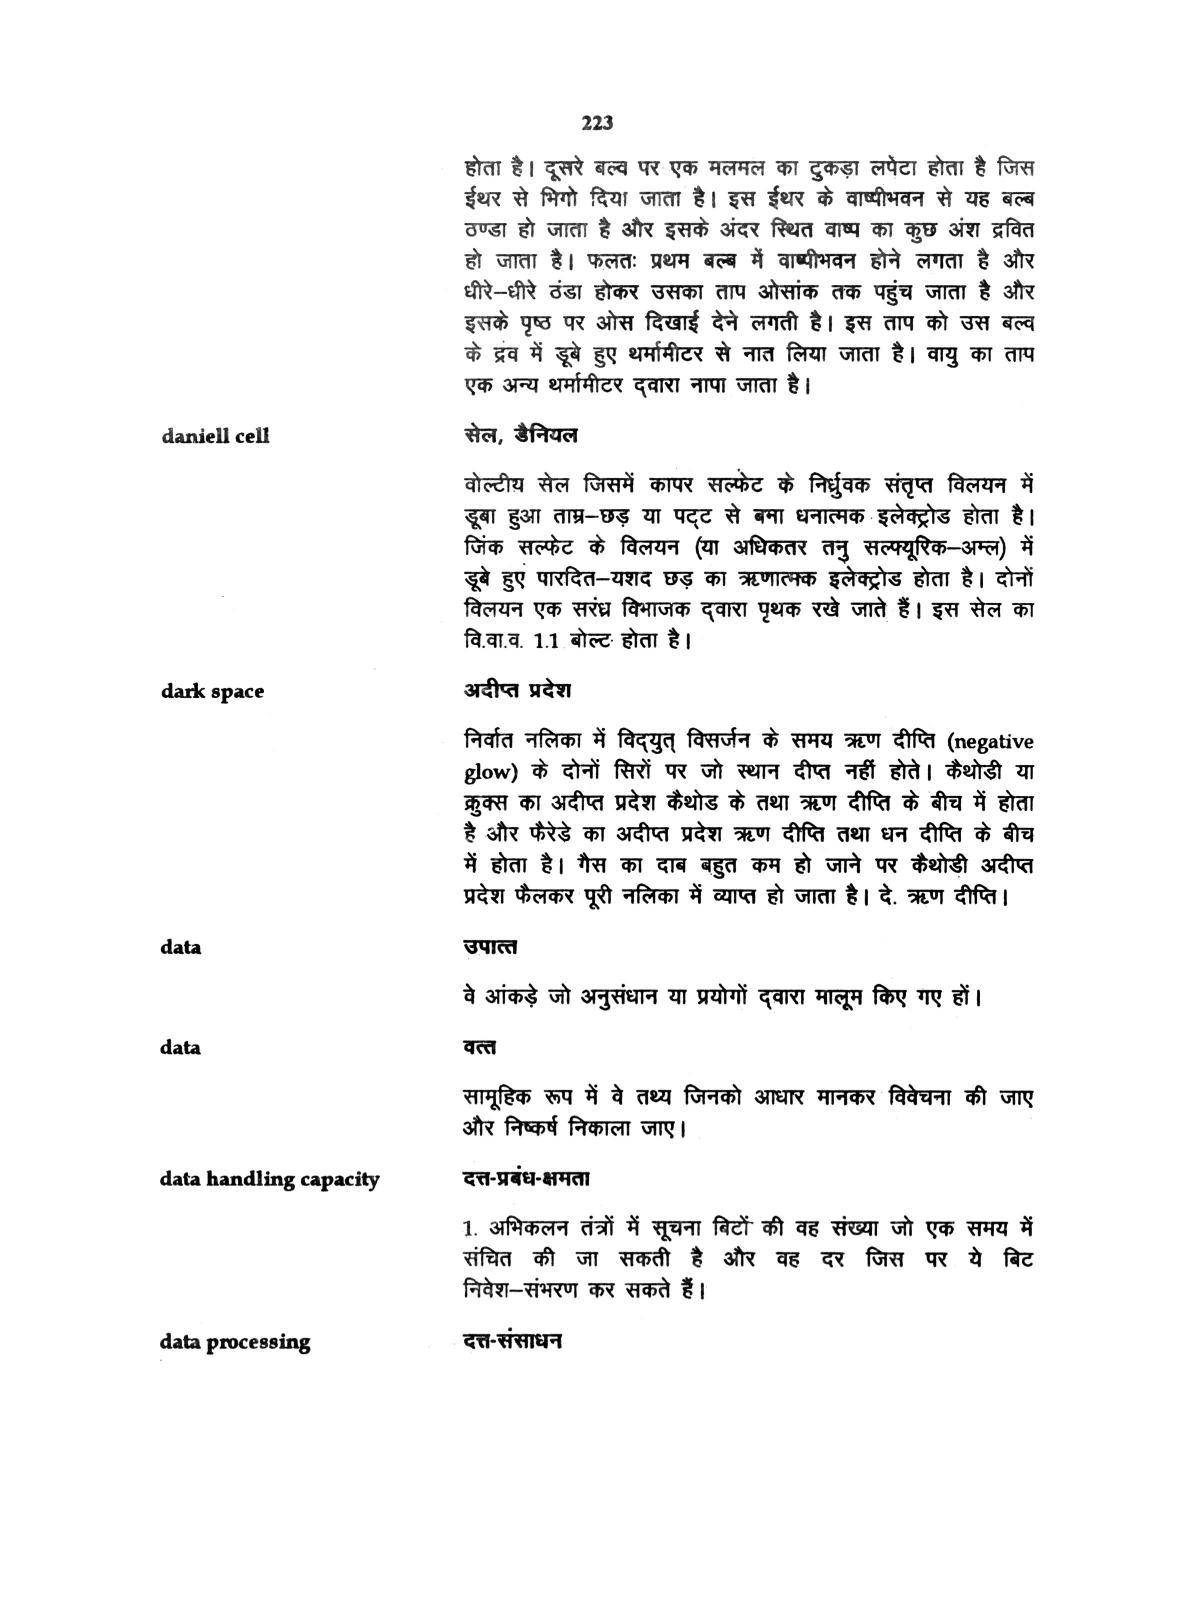 223
होता है। दूसरे बल्व पर एक मलमल का टुकड़ा लपेटा होता है जिस
ईथर से भिगो दिया जाता है। इस ईथर के वाष्पीभवन से यह बल्ब
ठण्डा हो जाता है और इसके अंदर स्थित वाष्प का कुछ अंश द्रवित
हो जाता है। फलतः प्रथम बल्ब में वाष्पीभवन होने लगता है और
धीरे–धीरे ठंडा होकर उसका ताप ओसांक तक पहुंच जाता है और
इसके पृष्ठ पर ओस दिखाई देने लगती है। इस ताप को उस बल्व
के द्रव में डूबे हुए थर्मामीटर से नात लिया जाता है। वायु का ताप
एक अन्य थर्मामीटर द्वारा नापा जाता है।
daniell cell सेल, डैनियल
वोल्टीय सेल जिसमें कापर सल्फेट के निर्ध्रुवक संतृप्त विलयन में
डूबा हुआ ताम्र–छड़ या पट्ट से बमा धनात्मक इलेक्ट्रोड होता है।
जिंक सल्फेट के विलयन (या अधिकतर तनु सल्फ्यूरिक–अम्ल) में
डूबे हुए पारदित–यशद छड़ का ऋणात्मक इलेक्ट्रोड होता है। दोनों
विलयन एक सरंध्र विभाजक द्वारा पृथक रखे जाते हैं। इस सेल का
वि.वा.व. 1.1 बोल्ट होता है।
dark space अदीप्त प्रदेश
निर्वात नलिका में विद्युत् विसर्जन के समय ऋण दीप्ति (negative
glow) के दोनों सिरों पर जो स्थान दीप्त नहीं होते। कैथोडी या
क्रुक्स का अदीप्त प्रदेश कैथोड के तथा ऋण दीप्ति के बीच में होता
है और फैरेडे का अदीप्त प्रदेश ऋण दीप्ति तथा धन दीप्ति के बीच
में होता है। गैस का दाब बहुत कम हो जाने पर कैथोडी अदीप्त
प्रदेश फैलकर पूरी नलिका में व्याप्त हो जाता है। दे. ऋण दीप्ति।
data उपात्त
वे आंकड़े जो अनुसंधान या प्रयोगों द्वारा मालूम किए गए हों।
data वत्त
सामूहिक रूप में वे तथ्य जिनको आधार मानकर विवेचना की जाए
और निष्कर्ष निकाला जाए।
data handling capacity दत्त-प्रबंध-क्षमता
1. अभिकलन तंत्रों में सूचना बिटों की वह संख्या जो एक समय में
संचित की जा सकती है और वह दर जिस पर ये बिट
निवेश–संभरण कर सकते हैं।
data processing दत्त-संसाधन